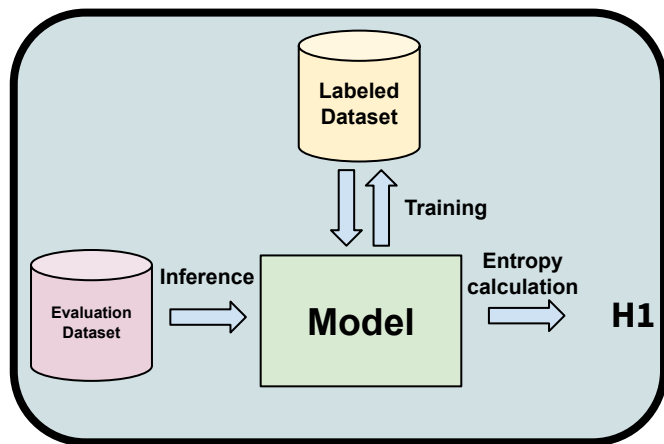 Labeled
Dataset
Training
Inference
Evaluation
Dataset
Model
Entropy
calculation
H1